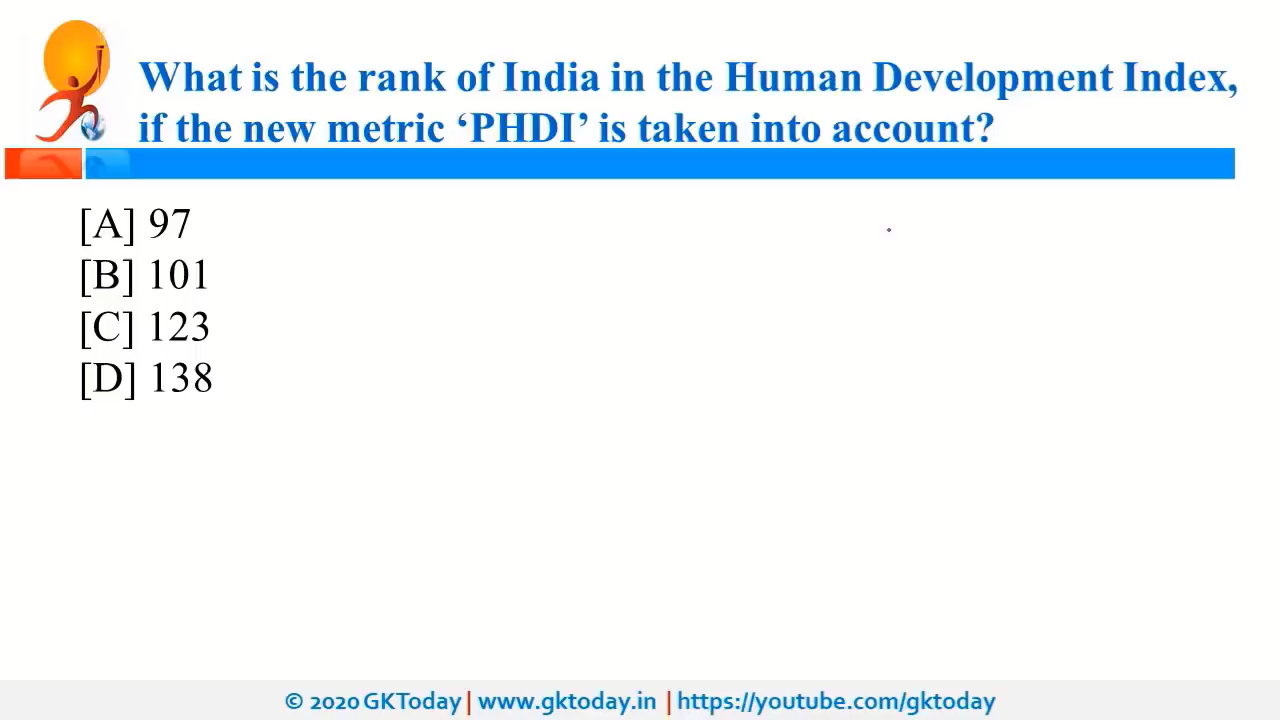 What is the rank of India in the Human Development Index,
if the new metric ‘PHDI’ is taken into account?
[A] 97
[B] 101
[C] 123
[D] 138
© 2020 GKToday | www.gktoday.in | https://youtube.com/gktoday